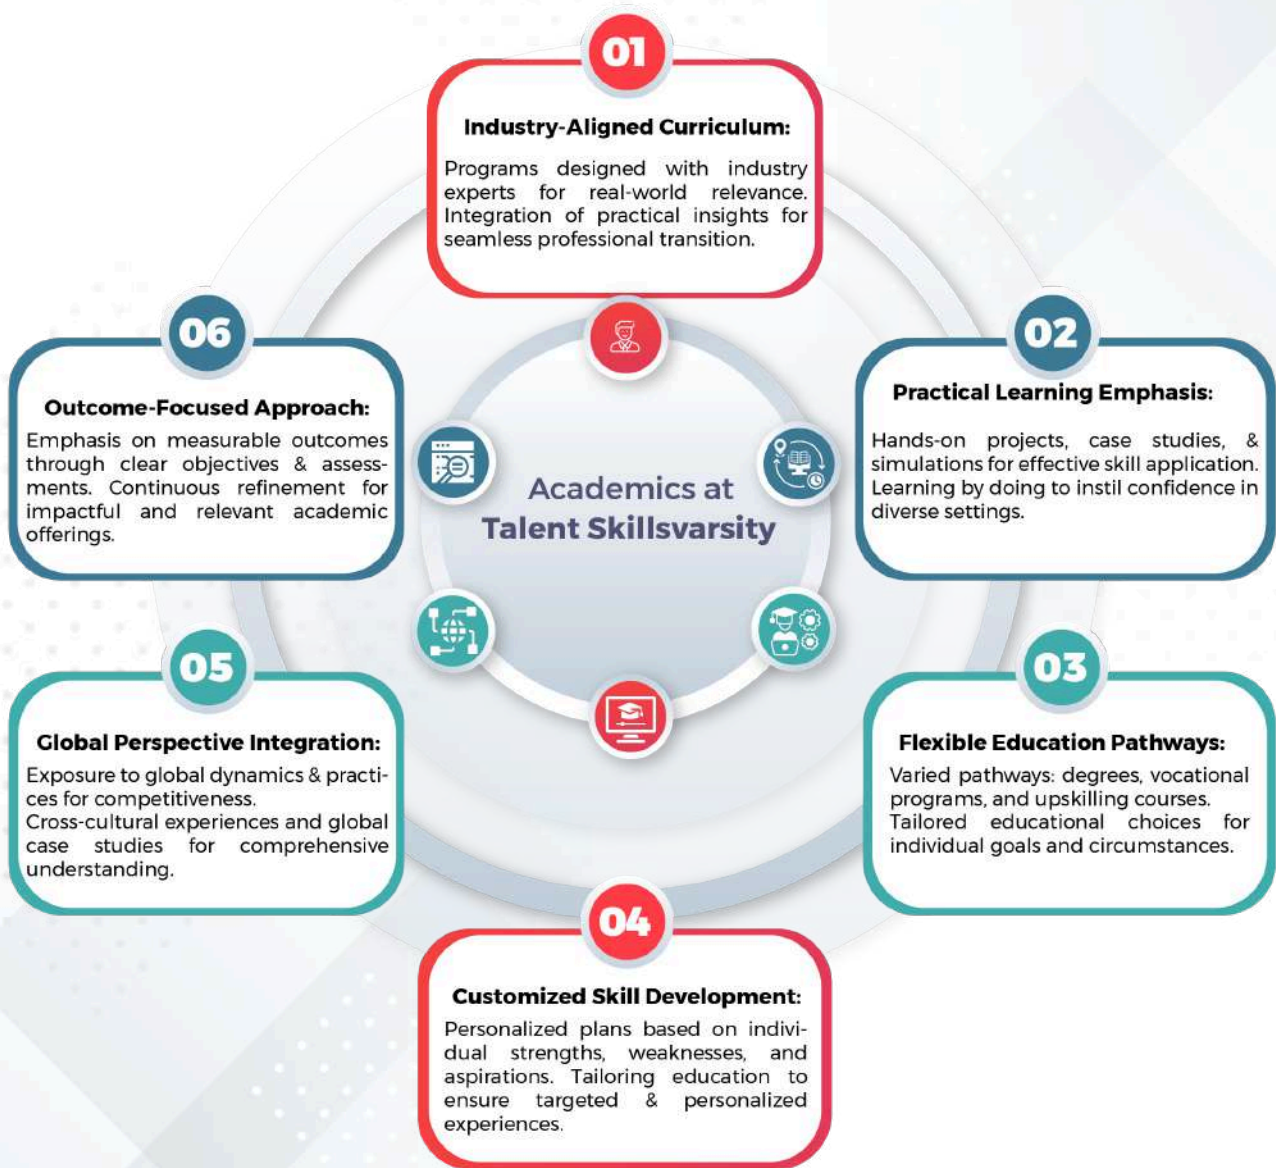 01
Industry-Aligned Curriculum:
Programs designed with industry
experts for real-world relevance.
Integration of practical insights for
seamless professional transition.
02
Practical Learning Emphasis:
Hands-on projects, case studies, &
simulations for effective skill application.
Learning by doing to instil confidence in
diverse settings.
03
Flexible Education Pathways:
Varied pathways: degrees, vocational
programs, and upskilling courses.
Tailored educational choices for
individual goals and circumstances.
04
Customized Skill Development:
Personalized plans based on indivi-
dual strengths, weaknesses, and
aspirations. Tailoring education to
ensure targeted & personalized
experiences.
05
Global Perspective Integration:
Exposure to global dynamics & practi-
ces for competitiveness.
Cross-cultural experiences and global
case studies for comprehensive
understanding.
06
Outcome-Focused Approach:
Emphasis on measurable outcomes
through clear objectives & assess-
ments. Continuous refinement for
impactful and relevant academic
offerings.
Academics at
Talent Skillsvarsity